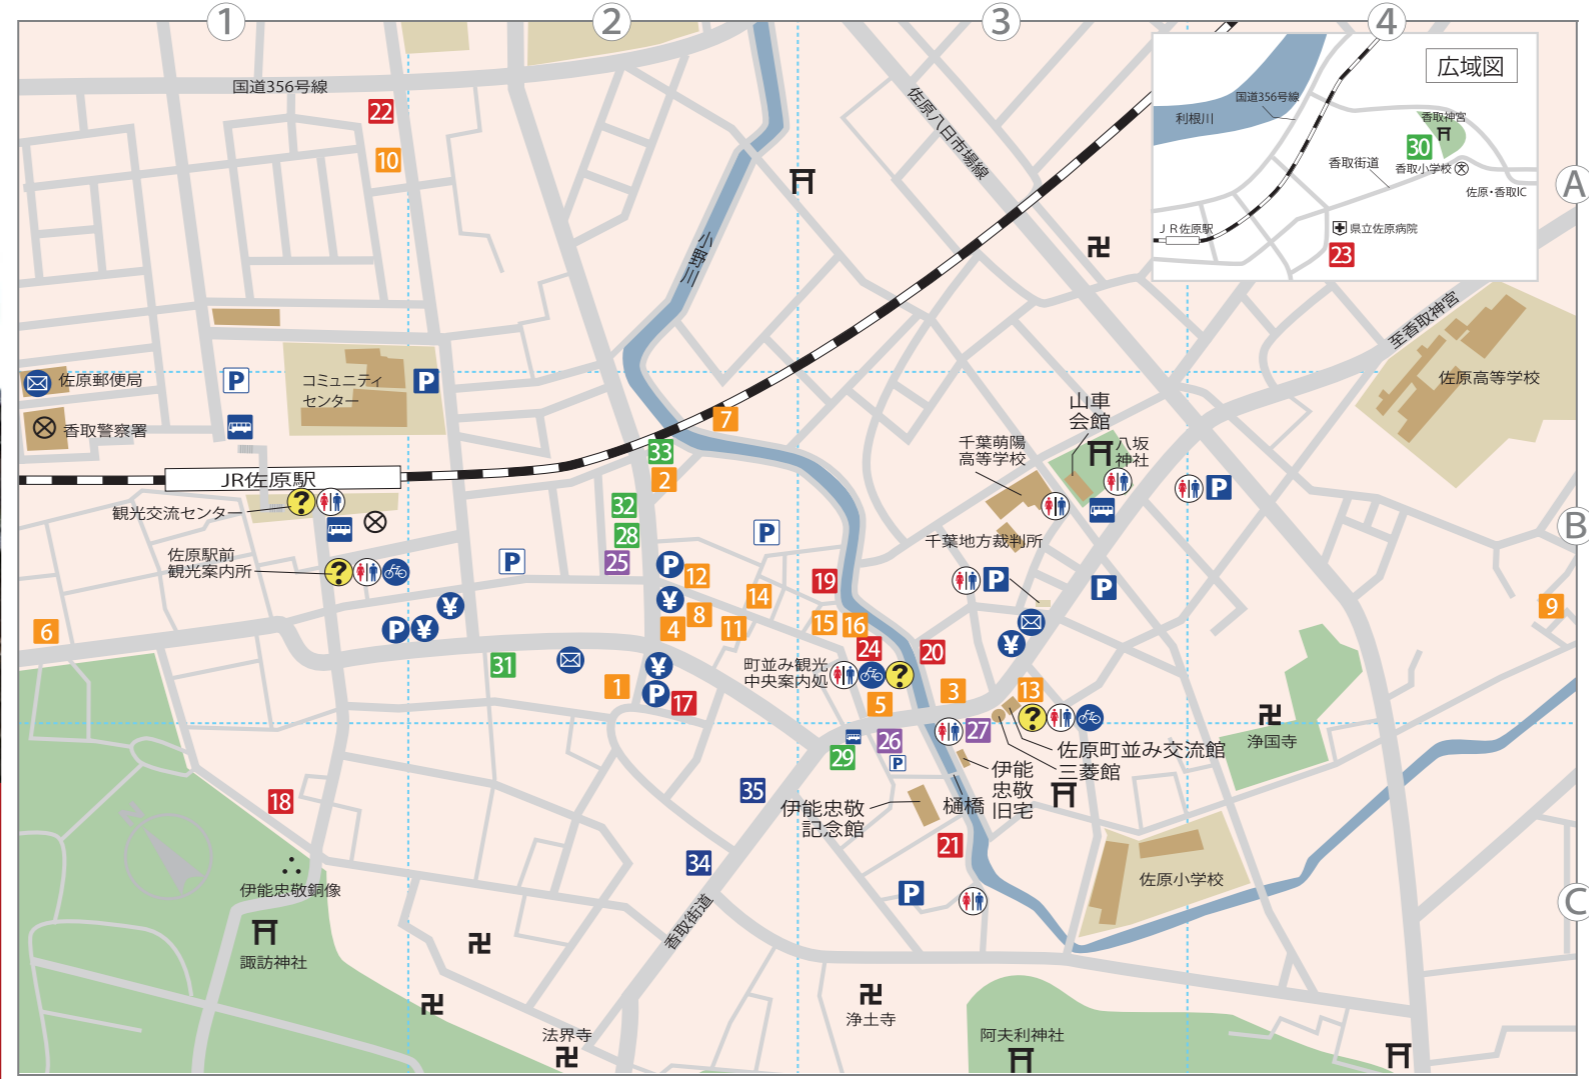 1
2
3
4
A
B
C
国道356号線
22
10
小野川
佐原八日市場線
広域図
国道356号線
利根川
香取神宮
30
香取街道
香取小学校
佐原・香取IC
JR佐原駅
県立佐原病院
23
至香取神宮
佐原高等学校
佐原郵便局
香取警察署
P
コミュニティ
センター
P
7
33
2
32
28
25
JR佐原駅
?
観光交流センター
佐原駅前
観光案内所
?
P
P
山車
会館
八坂
神社
千葉萌陽
高等学校
千葉地方裁判所
P
P
P
P
12
¥
8
4
11
14
19
15
16
24
20
町並み観光
中央案内処
?
5
3
13
?
¥
6
P
¥
¥
31
1
¥
P
17
9
浄国寺
29
26
P
27
佐原町並み交流館
三菱館
伊能
忠敬
旧宅
樋橋
伊能忠敬
記念館
35
34
21
P
18
伊能忠敬銅像
諏訪神社
香取街道
佐原小学校
法界寺
浄土寺
阿夫利神社